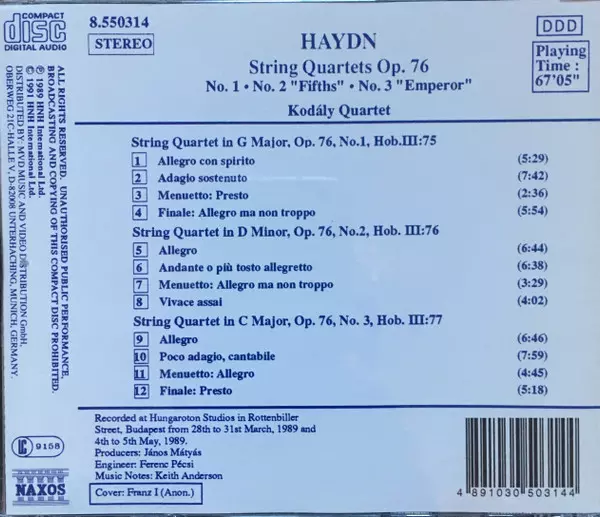 COMPACT
disc
DIGITAL AUDIO
8.550314
STEREO
DDD
HAYDN
String Quartets Op. 76
No. 1 • No. 2 "Fifths" • No. 3 "Emperor"
Kodály Quartet
Playing
Time :
67'05"
String Quartet in G Major, Op. 76, No.1, Hob.III:75
1 Allegro con spirito (5:29)
2 Adagio sostenuto (7:42)
3 Menuetto: Presto (2:36)
4 Finale: Allegro ma non troppo (5:54)
String Quartet in D Minor, Op. 76, No.2, Hob. III:76
5 Allegro (6:44)
6 Andante o più tosto allegretto (6:38)
7 Menuetto: Allegro ma non troppo (3:29)
8 Vivace assai (4:02)
String Quartet in C Major, Op. 76, No. 3, Hob. III:77
9 Allegro (6:46)
10 Poco adagio, cantabile (7:59)
11 Menuetto: Allegro (4:45)
12 Finale: Presto (5:18)
Recorded at Hungaroton Studios in Rottenbiller
Street, Budapest from 28th to 31st March, 1989 and
4th to 5th May, 1989.
Producers: János Mátyás
Engineer: Ferenc Pécsi
Music Notes: Keith Anderson
Cover: Franz I (Anon.)
4 891030 503144
ALL RIGHTS RESERVED. UNAUTHORISED PUBLIC PERFORMANCE,
BROADCASTING AND COPYING OF THIS COMPACT DISC PROHIBITED.
℗ 1989 HNH International Ltd.
© 1991 HNH International Ltd.
DISTRIBUTED BY: MVD MUSIC AND VIDEO DISTRIBUTION GmbH,
OBERWEG 21C-HALLE V, D-82008 UNTERHACHING, MUNICH, GERMANY.
LC 9158
NAXOS